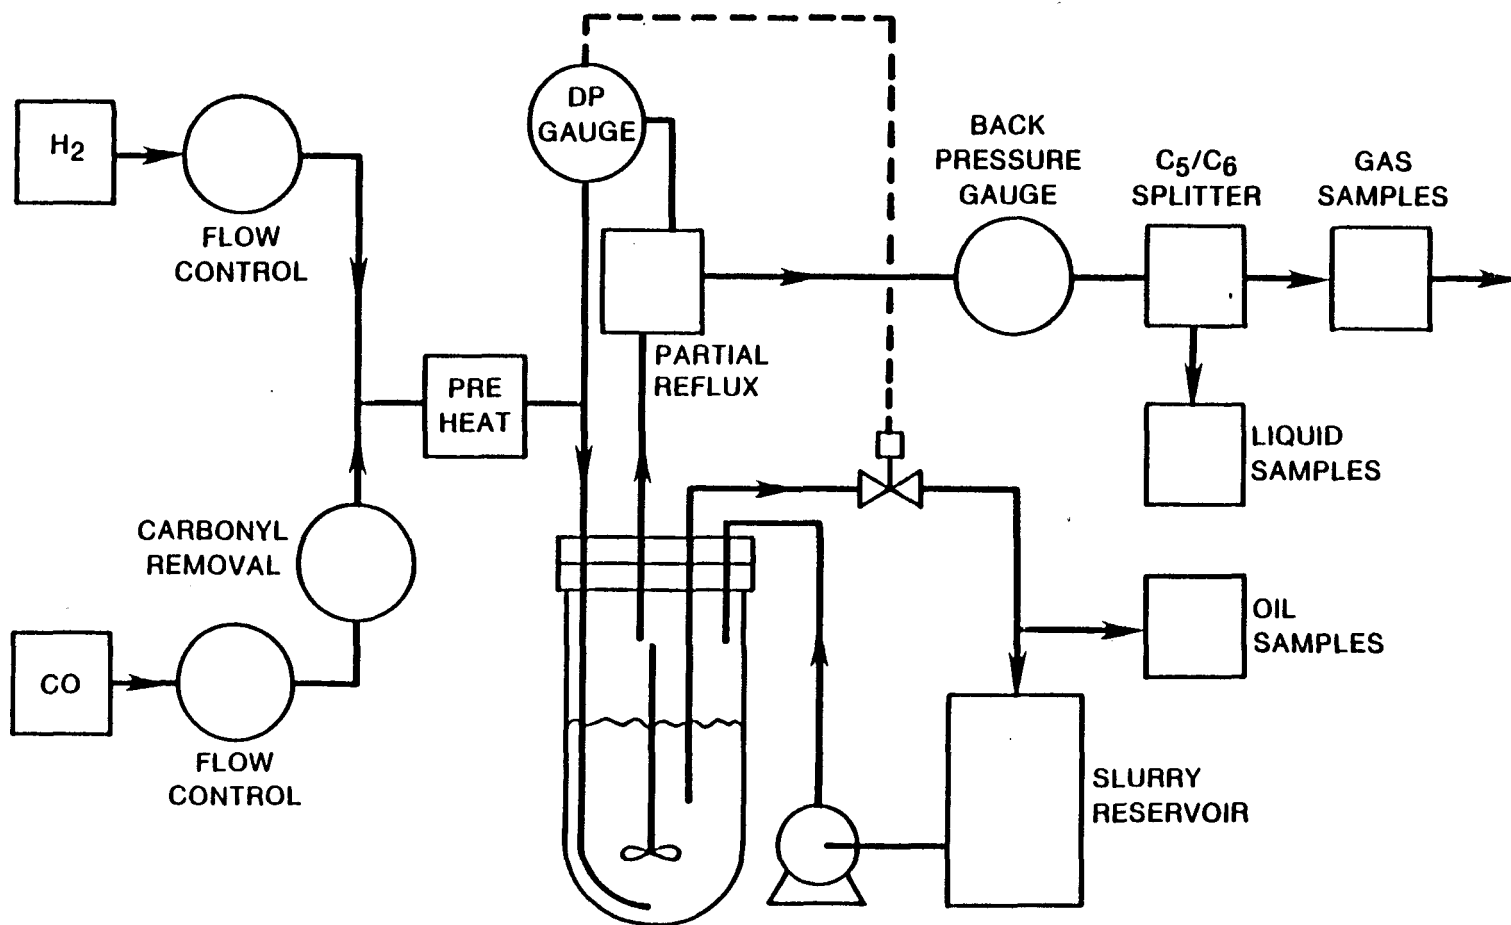 H2
FLOW
CONTROL
DP
GAUGE
BACK
PRESSURE
GAUGE
C5/C6
SPLITTER
GAS
SAMPLES
PARTIAL
REFLUX
PRE
HEAT
LIQUID
SAMPLES
CARBONYL
REMOVAL
CO
FLOW
CONTROL
OIL
SAMPLES
SLURRY
RESERVOIR